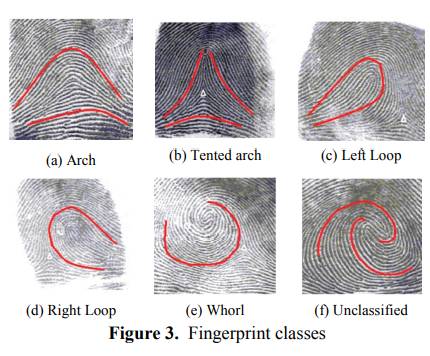 (a) Arch
(b) Tented arch
(c) Left Loop
(d) Right Loop
(e) Whorl
(f) Unclassified
Figure 3. Fingerprint classes